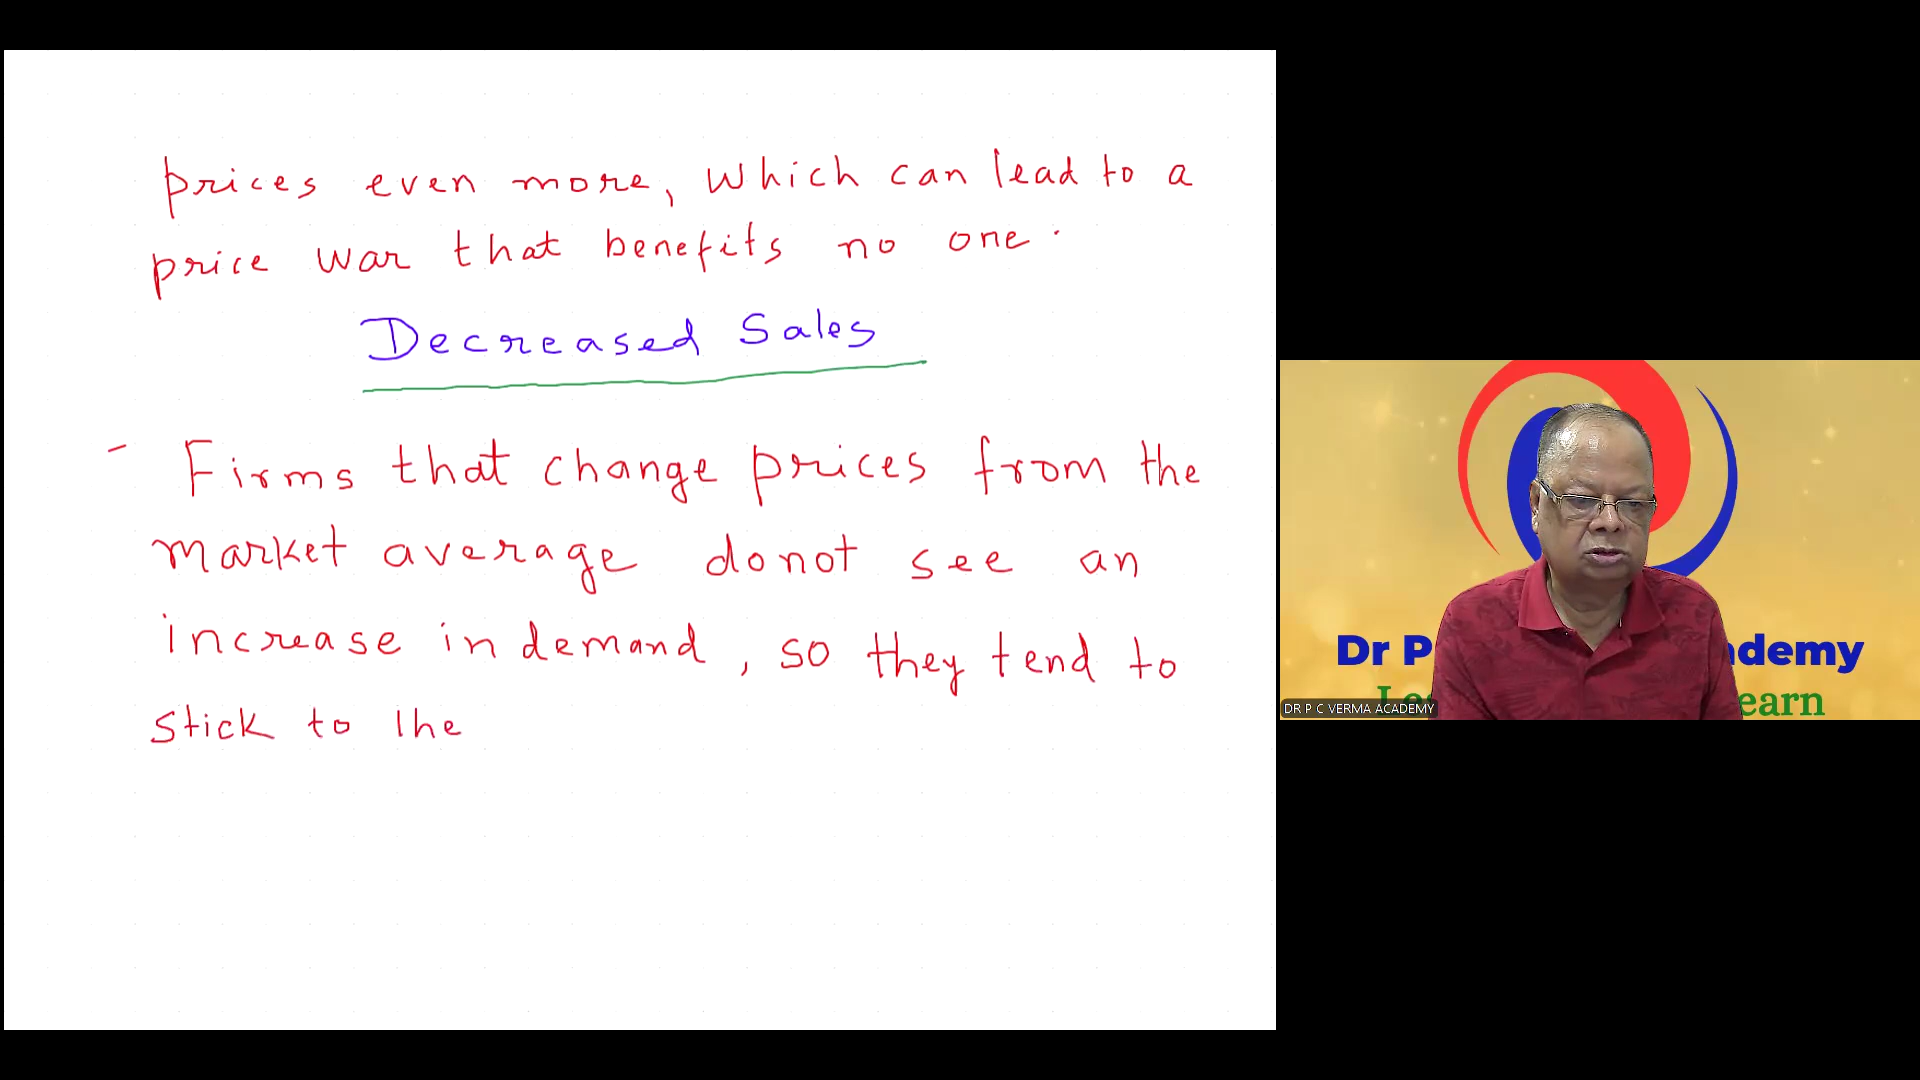 prices even more, which can lead to a
price war that benefits no one.
Decreased Sales
- Firms that change prices from the
market average donot see an
increase in demand, so they tend to
stick to the
Dr P demy
earn
DR P C VERMA ACADEMY